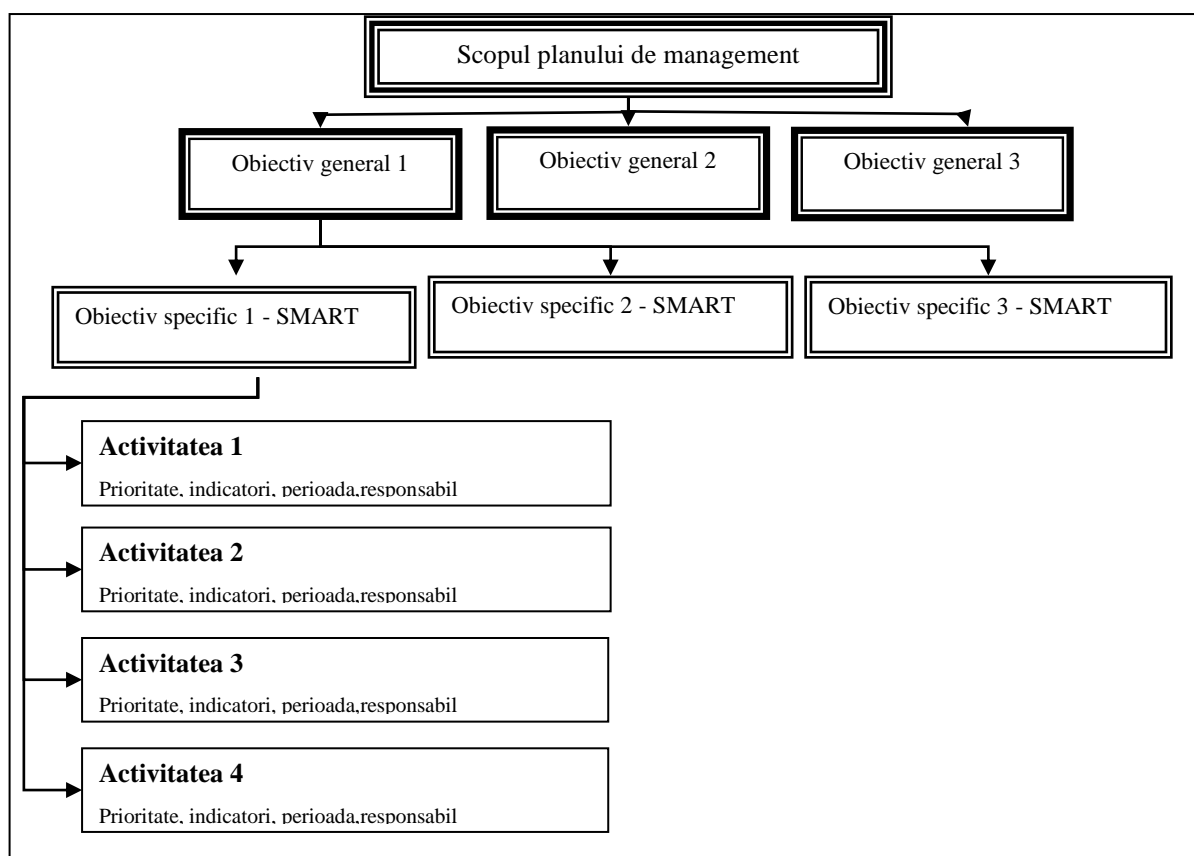 Scopul planului de management
Obiectiv general 1
Obiectiv general 2
Obiectiv general 3
Obiectiv specific 1 - SMART
Obiectiv specific 2 - SMART
Obiectiv specific 3 - SMART
Activitatea 1
Prioritate, indicatori, perioada,responsabil
Activitatea 2
Prioritate, indicatori, perioada,responsabil
Activitatea 3
Prioritate, indicatori, perioada,responsabil
Activitatea 4
Prioritate, indicatori, perioada,responsabil